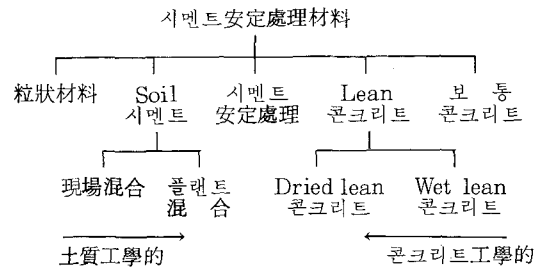 시멘트安定處理材料
粒狀材料 Soil 시멘트 Lean 보 통
시멘트 安定處理 콘크리트 콘크리트
現場混合 플랜트 Dried lean Wet lean
混 合 콘크리트 콘크리트
土質工學的 콘크리트工學的